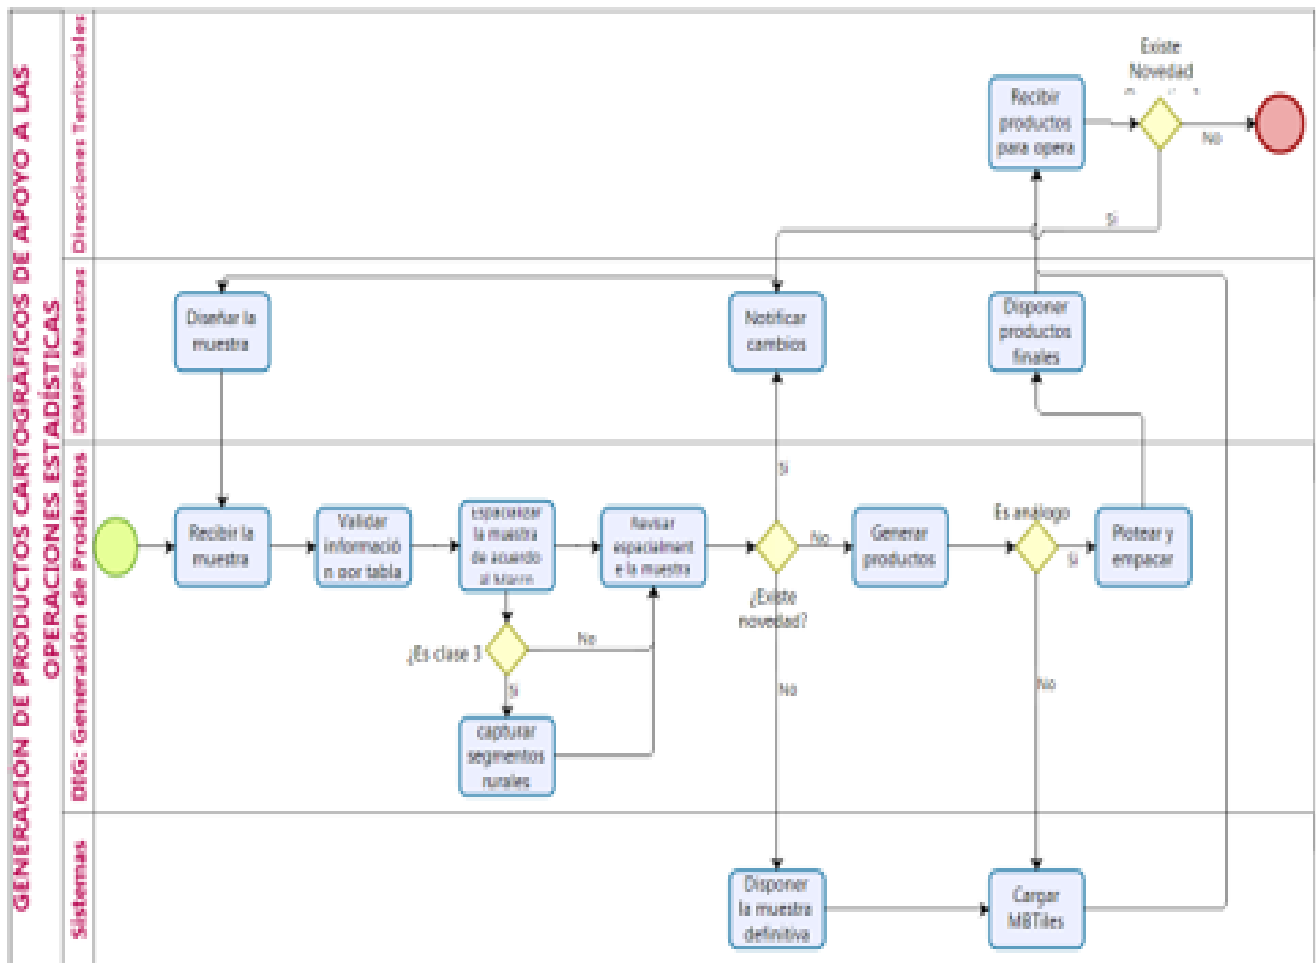 GENERACIÓN DE PRODUCTOS CARTOGRÁFICOS DE APOYO A LAS
OPERACIONES ESTADÍSTICAS
Direcciones Territoriales
Existe
Novedad
Recibir
productos
para opera
No
Si
DIMPE: Muestras
Diseñar la
muestra
Notificar
cambios
Disponer
productos
finales
DIG: Generación de Productos
Recibir la
muestra
Validar
informació
n por tabla
Espacializar
la muestra
de acuerdo
al Marco
Revisar
espacialment
e la muestra
Si
¿Existe
novedad?
No
Generar
productos
Es análogo
Si
Plotear y
empacar
¿Es clase 3
No
Si
capturar
segmentos
rurales
No
No
Sistemas
Disponer
la muestra
definitiva
Cargar
MBTiles